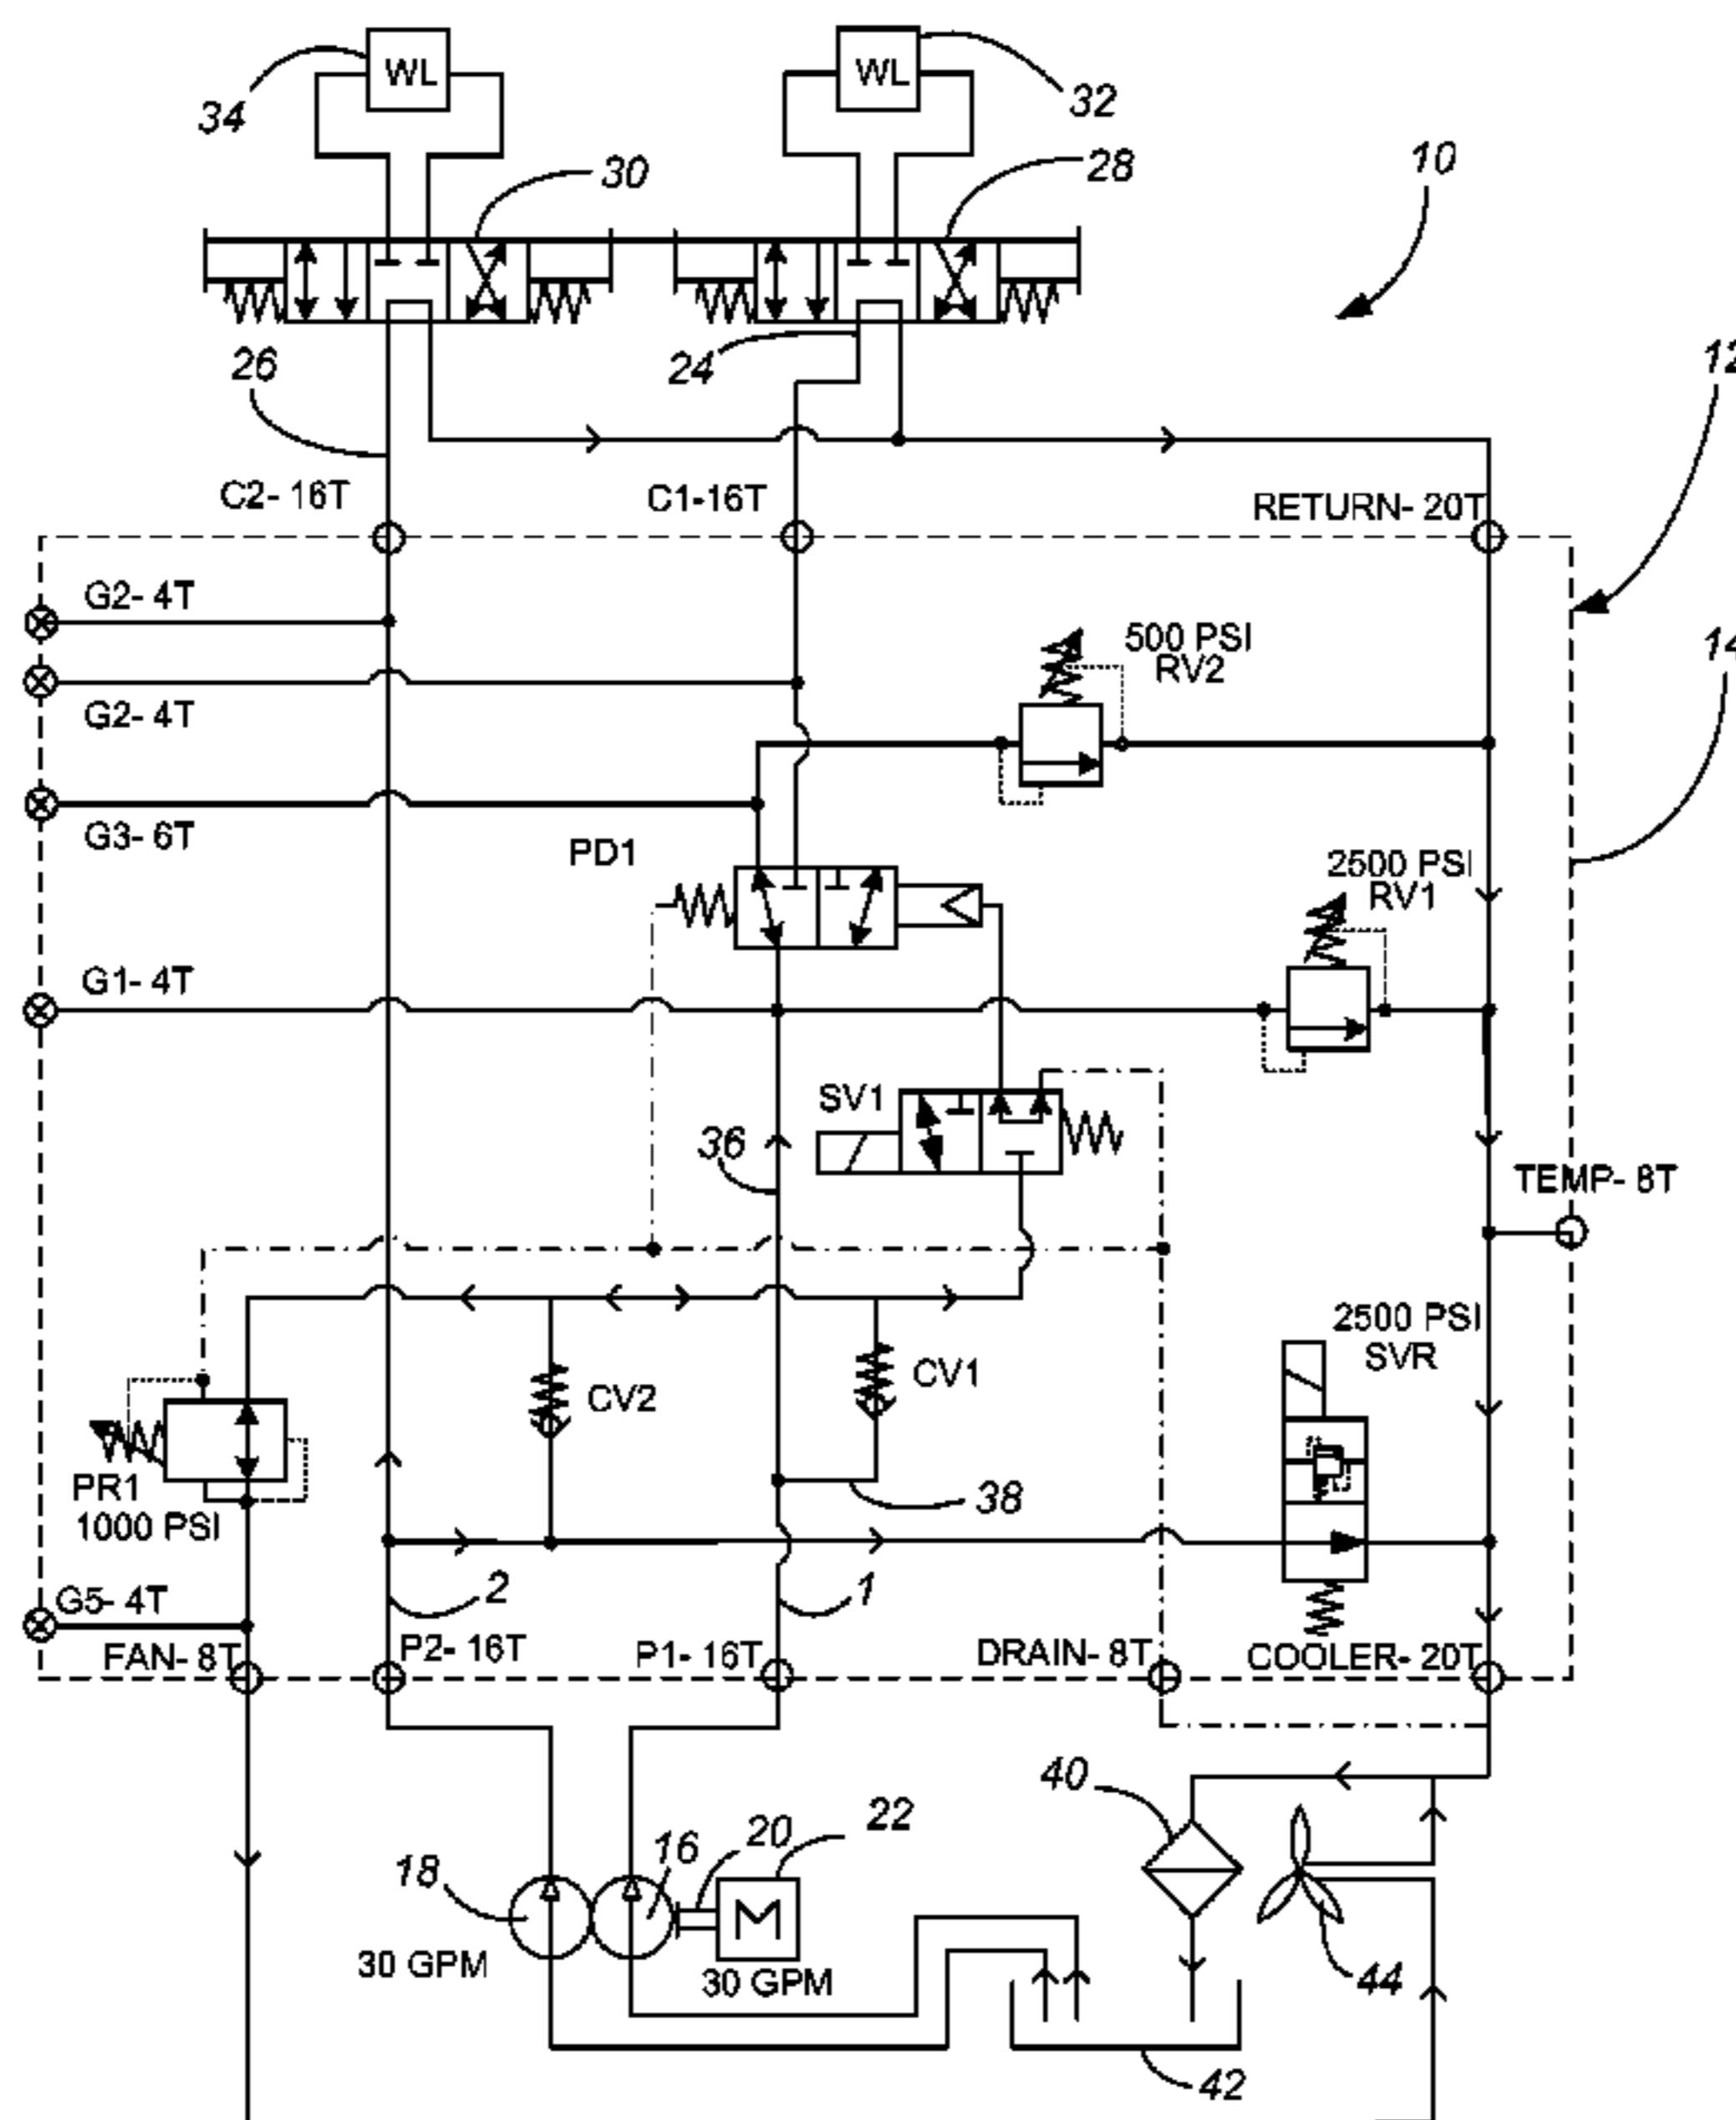 WL
WL
34
32
30
28
10
26
24
12
C2- 16T
C1-16T
RETURN- 20T
G2- 4T
500 PSI
RV2
14
G2- 4T
G3- 6T
PD1
2500 PSI
RV1
G1- 4T
SV1
36
TEMP- 8T
2500 PSI
SVR
CV2
CV1
PR1
1000 PSI
38
G5- 4T
2
1
FAN- 8T
P2- 16T
P1- 16T
DRAIN- 8T
COOLER- 20T
40
22
20
16
18
M
30 GPM
30 GPM
44
42